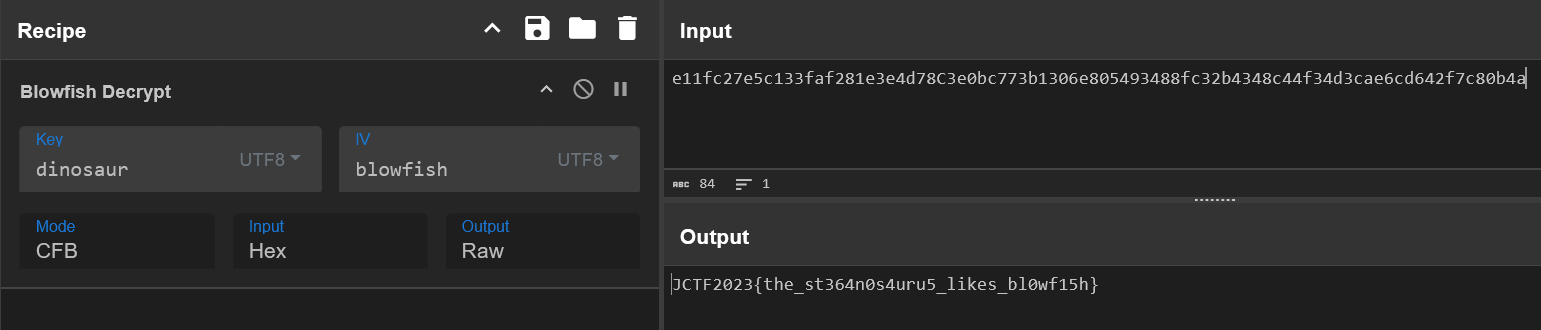 Recipe
Blowfish Decrypt
Key
dinosaur
UTF8
IV
blowfish
UTF8
Mode
CFB
Input
Hex
Output
Raw
Input
e11fc27e5c133faf281e3e4d78C3e0bc773b1306e805493488fc32b4348c44f34d3cae6cd642f7c80b4a
ABC 84
1
Output
JCTF2023{the_st364n0s4uru5_likes_bl0wf15h}